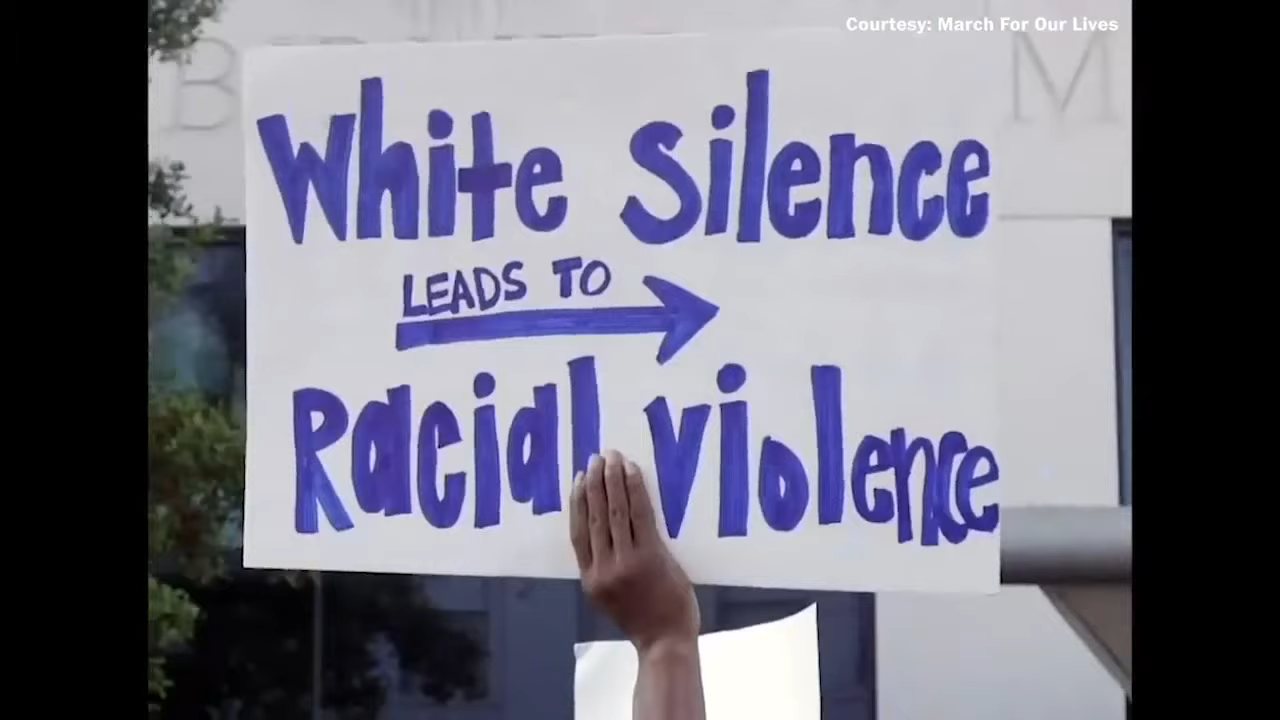 Courtesy: March For Our Lives
B M
White Silence
LEADS TO
Racial Violence